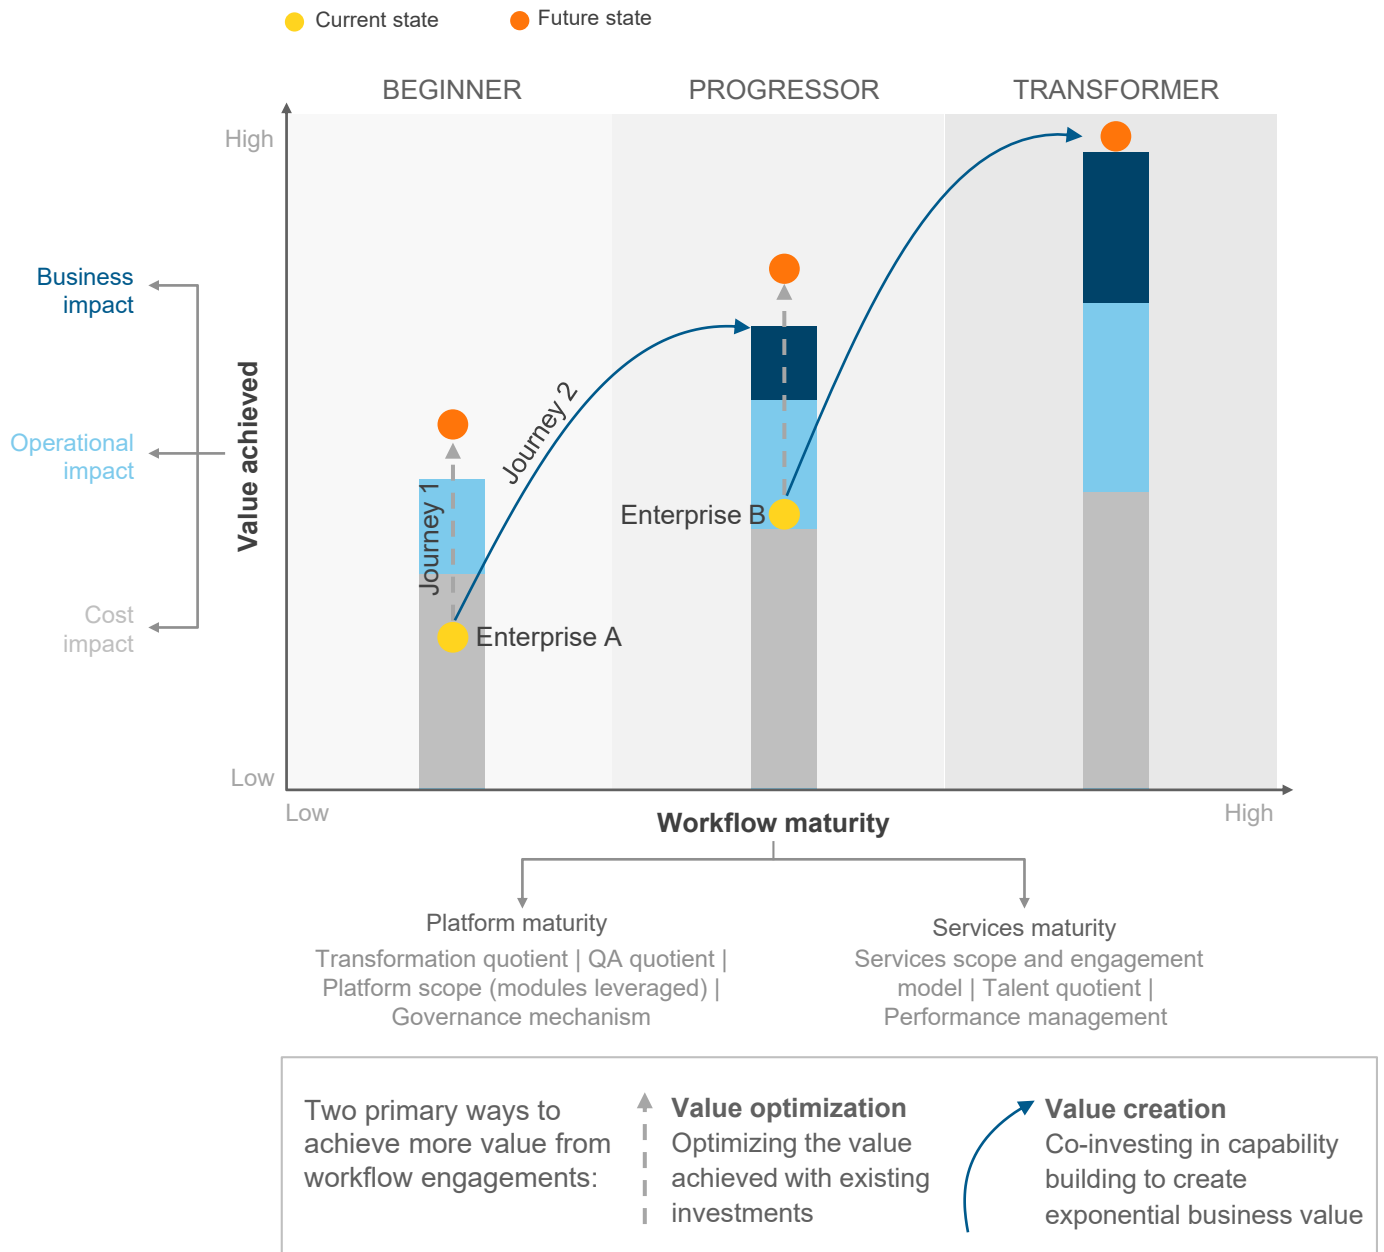 Current state
Future state
BEGINNER
PROGRESSOR
TRANSFORMER
High
Business
impact
Operational
impact
Cost
impact
Value achieved
Journey 1
Journey 2
Enterprise A
Enterprise B
Low
Low
High
Workflow maturity
Platform maturity
Transformation quotient | QA quotient |
Platform scope (modules leveraged) |
Governance mechanism
Services maturity
Services scope and engagement
model | Talent quotient |
Performance management
Two primary ways to
achieve more value from
workflow engagements:
Value optimization
Optimizing the value
achieved with existing
investments
Value creation
Co-investing in capability
building to create
exponential business value